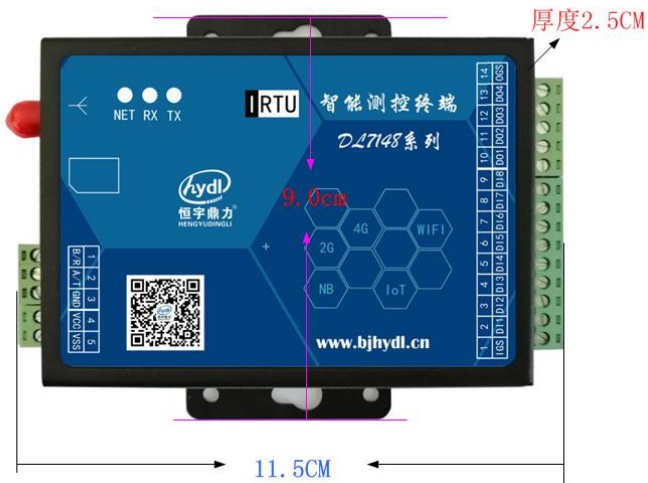 厚度2.5CM
NET RX TX
IRTU 智能测控终端
DL7148系列
hydl
恒宇鼎力
HENGYUDINGLI
9.0cm
2G
4G
WIFI
NB
IoT
www.bjhydl.cn
B/R A/T GND VCC VSS
1 2 3 4 5
1 2 3 4 5 6 7 8 9 10 11 12 13 14
IGS DI1 DI2 DI3 DI4 DI5 DI6 DI7 DI8 DO1 DO2 DO3 DO4 OGS
11.5CM